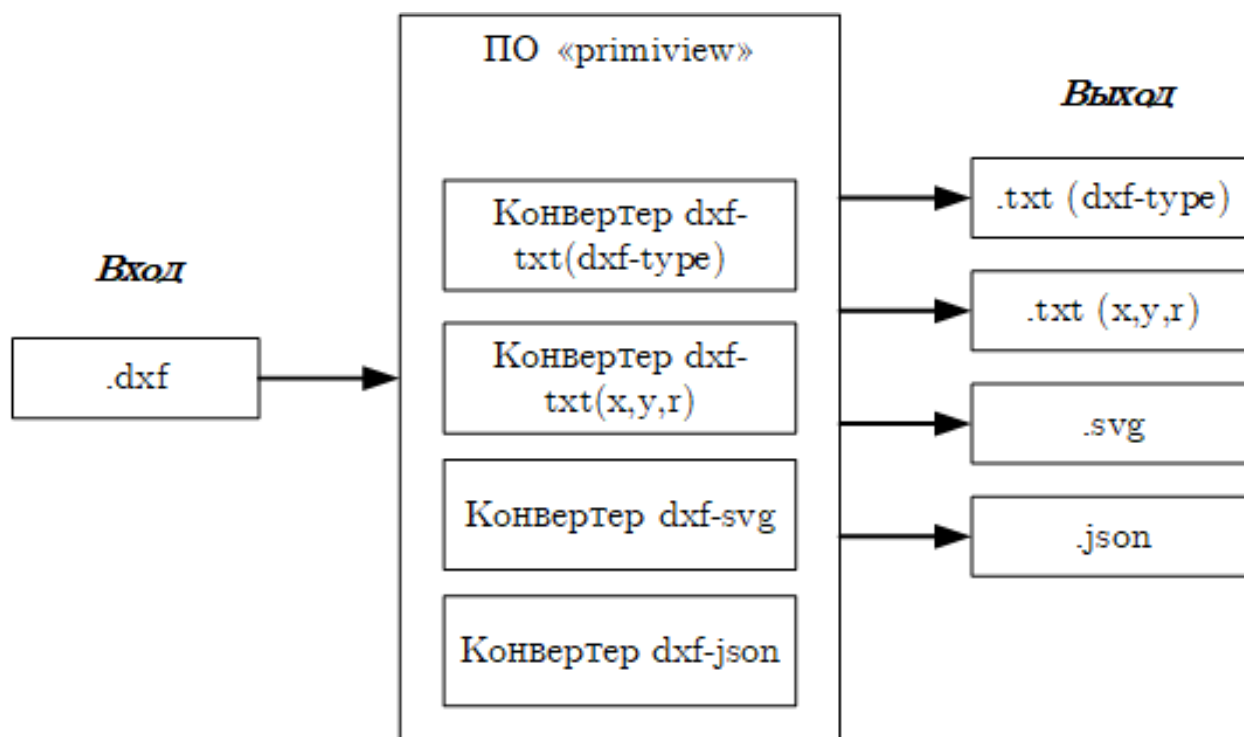 ПО «primiview»
Выход
.txt (dxf-type)
Конвертер dxf-
txt(dxf-type)
Вход
.txt (x,y,r)
.dxf
Конвертер dxf-
txt(x,y,r)
.svg
Конвертер dxf-svg
.json
Конвертер dxf-json